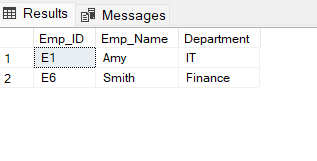 Results Messages
Emp_ID Emp_Name Department
1 E1 Amy IT
2 E6 Smith Finance